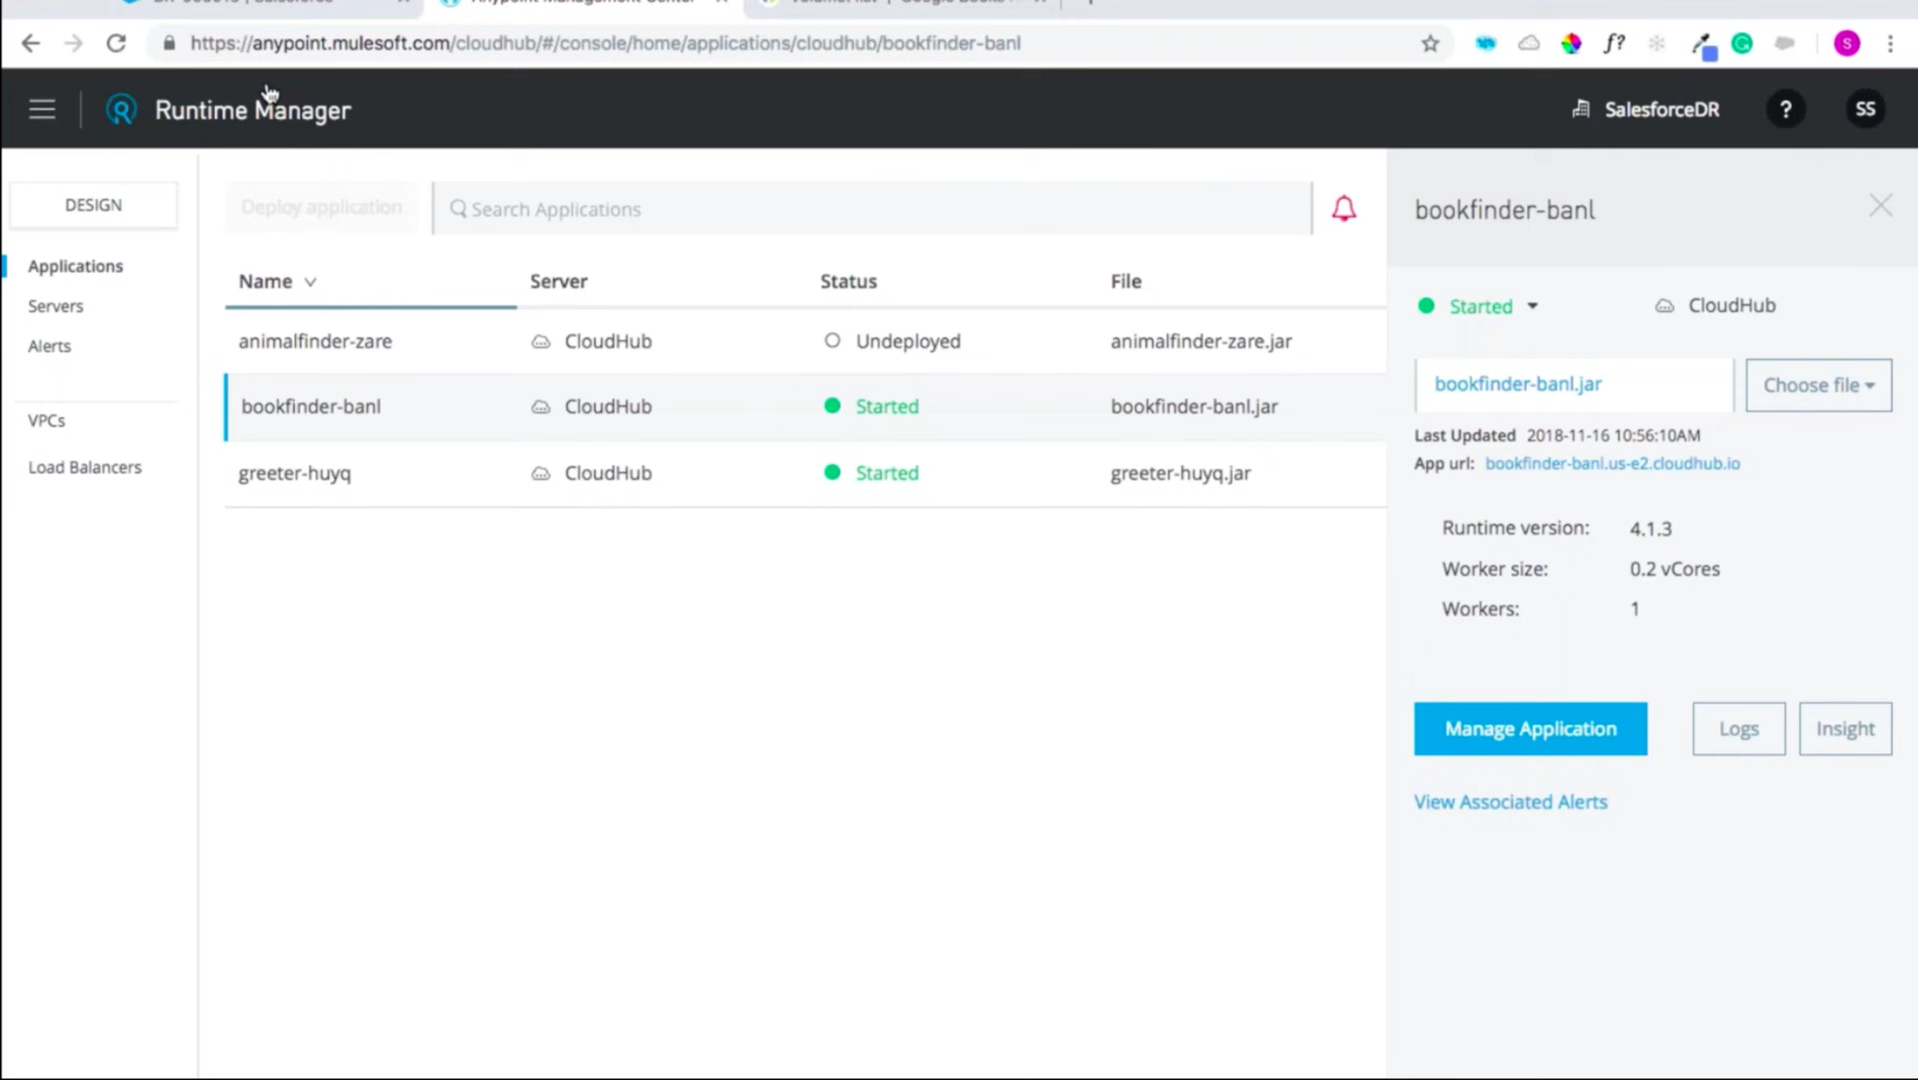 Anypoint Management Center
https://anypoint.mulesoft.com/cloudhub/#/console/home/applications/cloudhub/bookfinder-banl
f?
S
Runtime Manager
SalesforceDR
?
SS
DESIGN
Applications
Servers
Alerts
VPCs
Load Balancers
Deploy application
Search Applications
Name Server Status File
animalfinder-zare CloudHub Undeployed animalfinder-zare.jar
bookfinder-banl CloudHub Started bookfinder-banl.jar
greeter-huyq CloudHub Started greeter-huyq.jar
bookfinder-banl
Started CloudHub
bookfinder-banl.jar Choose file
Last Updated 2018-11-16 10:56:10AM
App url: bookfinder-banl.us-e2.cloudhub.io
Runtime version: 4.1.3
Worker size: 0.2 vCores
Workers: 1
Manage Application Logs Insight
View Associated Alerts